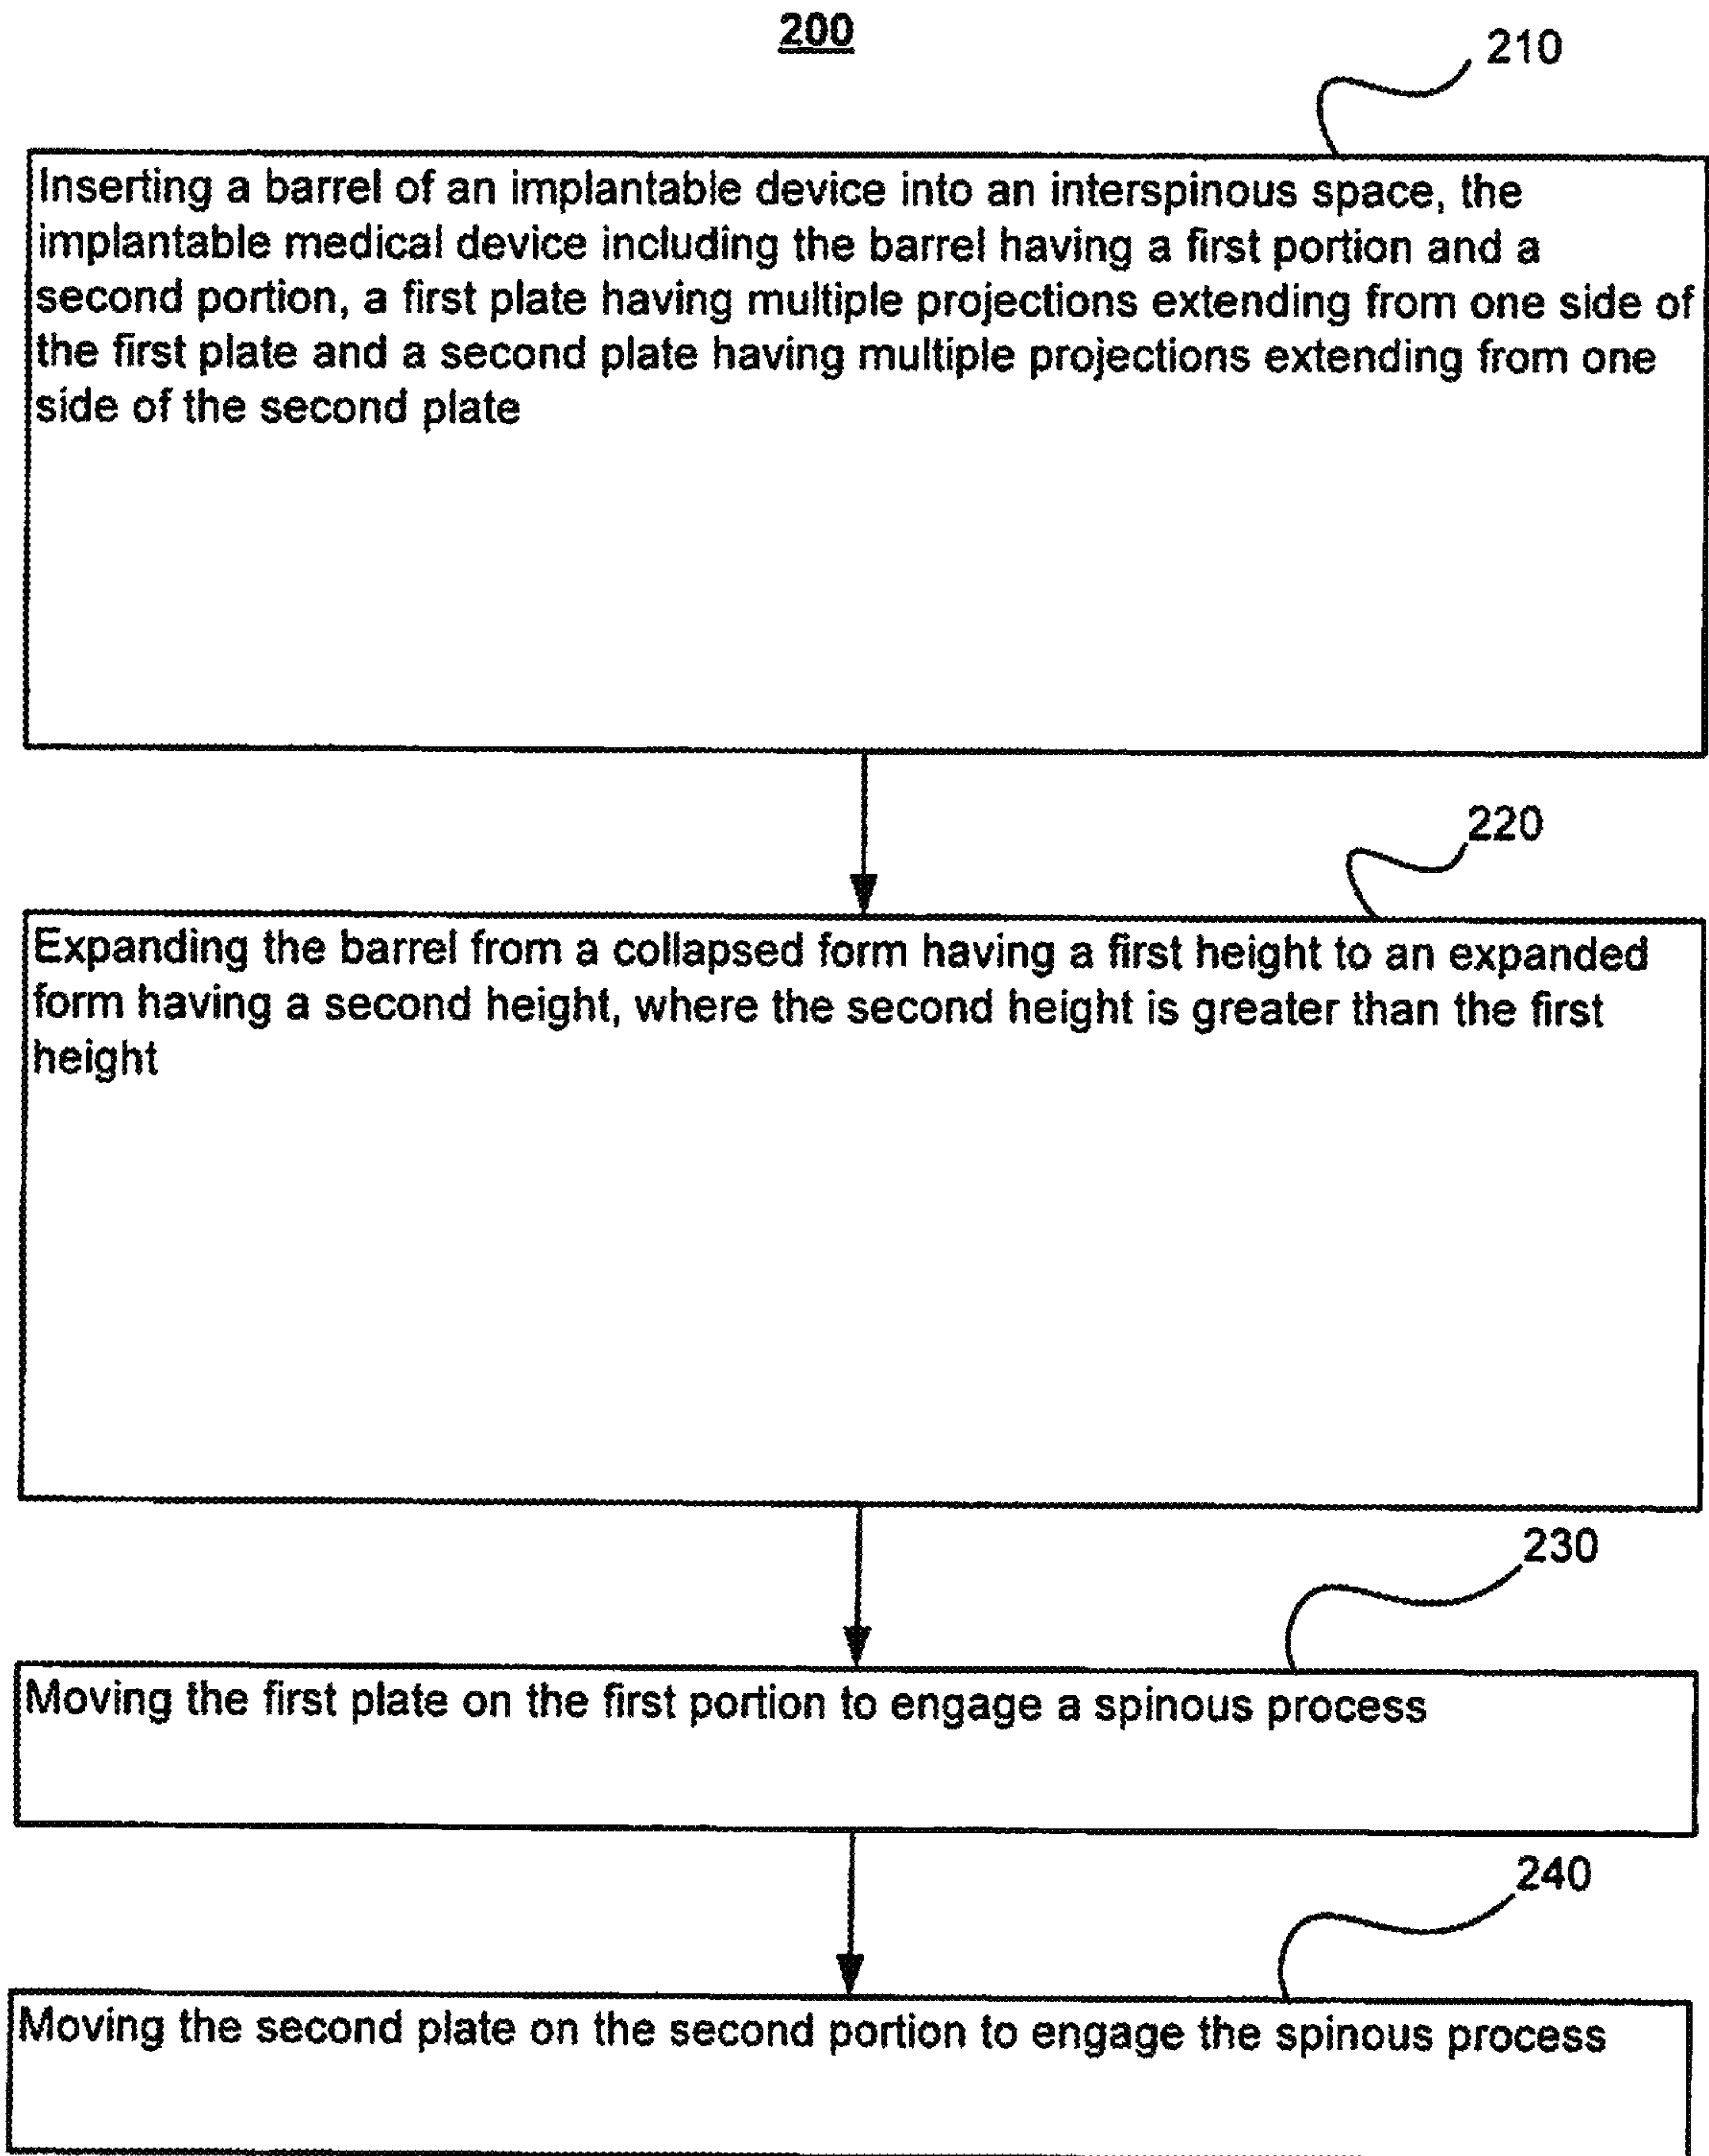 200
210
Inserting a barrel of an implantable device into an interspinous space, the
implantable medical device including the barrel having a first portion and a
second portion, a first plate having multiple projections extending from one side of
the first plate and a second plate having multiple projections extending from one
side of the second plate
220
Expanding the barrel from a collapsed form having a first height to an expanded
form having a second height, where the second height is greater than the first
height
230
Moving the first plate on the first portion to engage a spinous process
240
Moving the second plate on the second portion to engage the spinous process